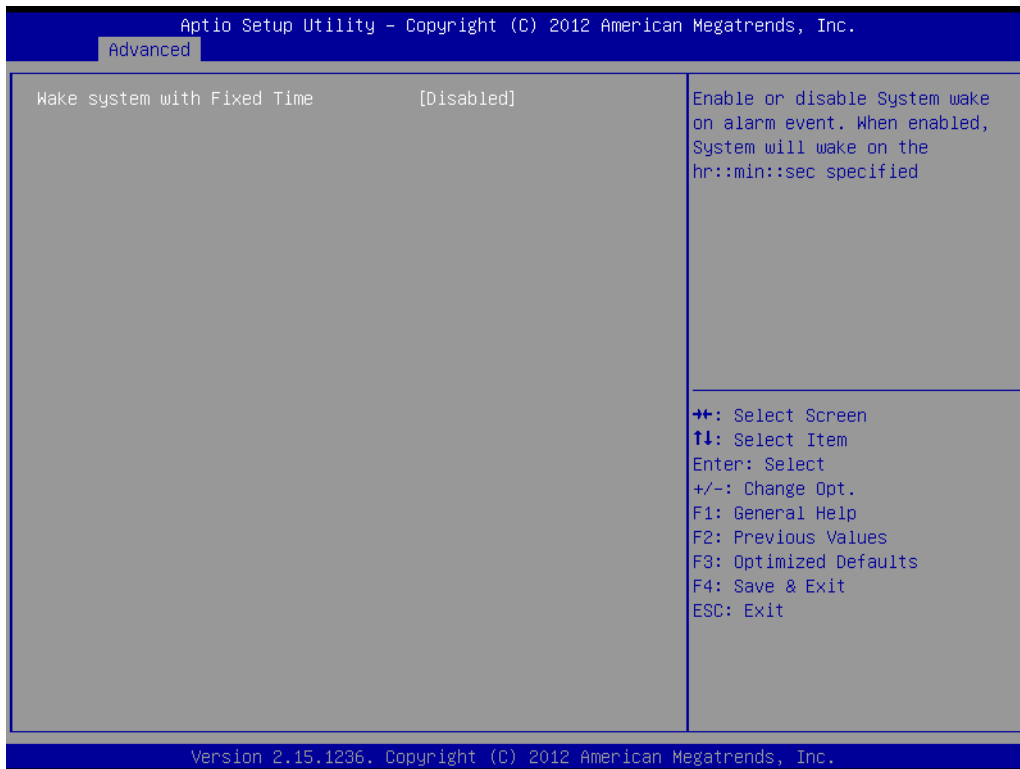 Aptio Setup Utility – Copyright (C) 2012 American Megatrends, Inc.
Advanced
Wake system with Fixed Time [Disabled]
Enable or disable System wake
on alarm event. When enabled,
System will wake on the
hr::min::sec specified
→←: Select Screen
↑↓: Select Item
Enter: Select
+/-: Change Opt.
F1: General Help
F2: Previous Values
F3: Optimized Defaults
F4: Save & Exit
ESC: Exit
Version 2.15.1236. Copyright (C) 2012 American Megatrends, Inc.